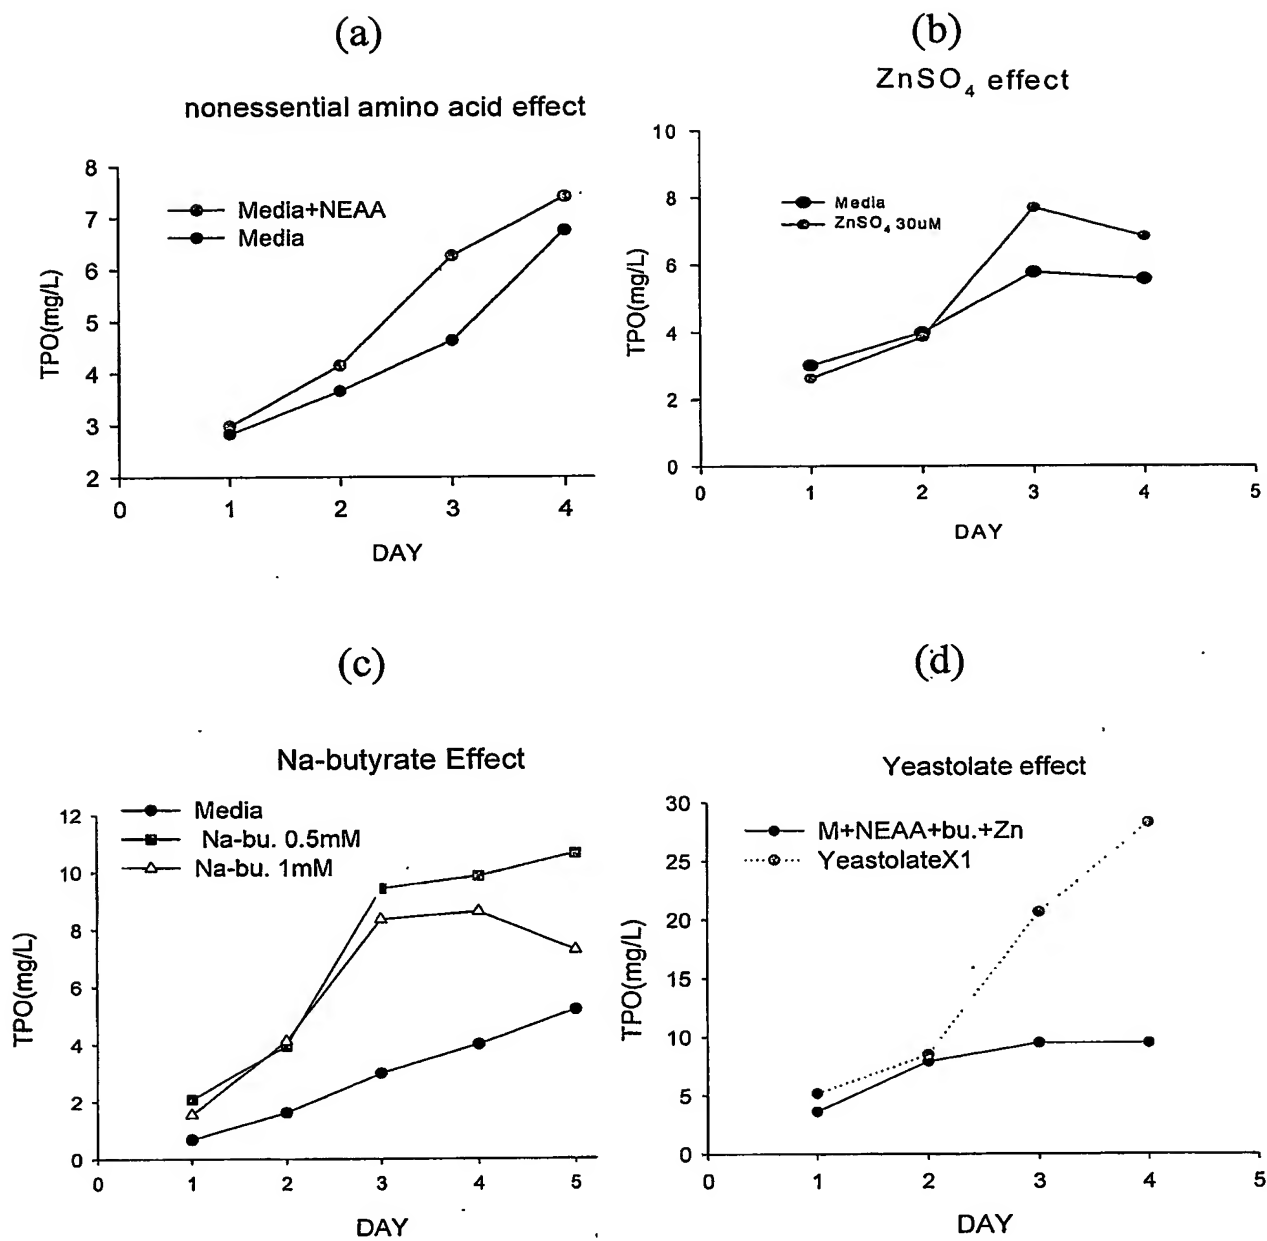 (a)
nonessential amino acid effect
8
7
6
5
4
3
2
TPO(mg/L)
Media+NEAA
Media
0 1 2 3 4
DAY
(b)
ZnSO4 effect
10
8
6
4
2
0
TPO(mg/L)
Media
ZnSO4 30uM
0 1 2 3 4 5
DAY
(c)
Na-butyrate Effect
12
10
8
6
4
2
0
TPO(mg/L)
Media
Na-bu. 0.5mM
Na-bu. 1mM
0 1 2 3 4 5
DAY
(d)
Yeastolate effect
30
25
20
15
10
5
0
TPO(mg/L)
M+NEAA+bu.+Zn
YeastolateX1
0 1 2 3 4 5
DAY